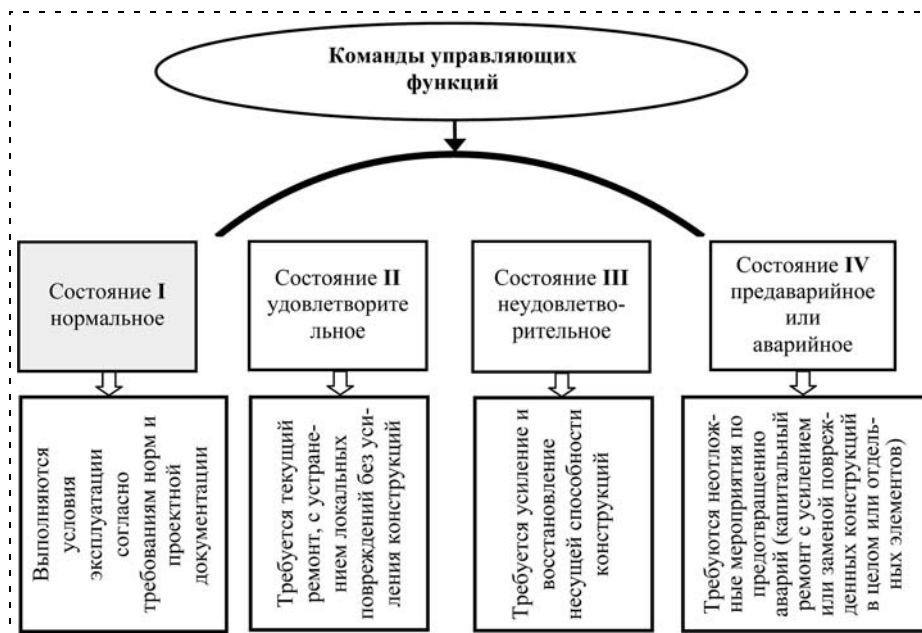 Команды управляющих
функций
Состояние I
нормальное
Состояние II
удовлетворите
льное
Состояние III
неудовлетво-
рительное
Состояние IV
предаварийное
или
аварийное
Выполняются
условия
эксплуатации
согласно
требованиям норм и
проектной
документации
Требуется текущий
ремонт, с устране-
нием локальных
повреждений без уси-
ления конструкций
Требуется усиление и
восстановление
несущей способности
конструкций
Требуются неотлож-
ные мероприятия по
предотвращению
аварий (капитальный
ремонт с усилением
или заменой повреж-
денных конструкций
в целом или отдель-
ных элементов)